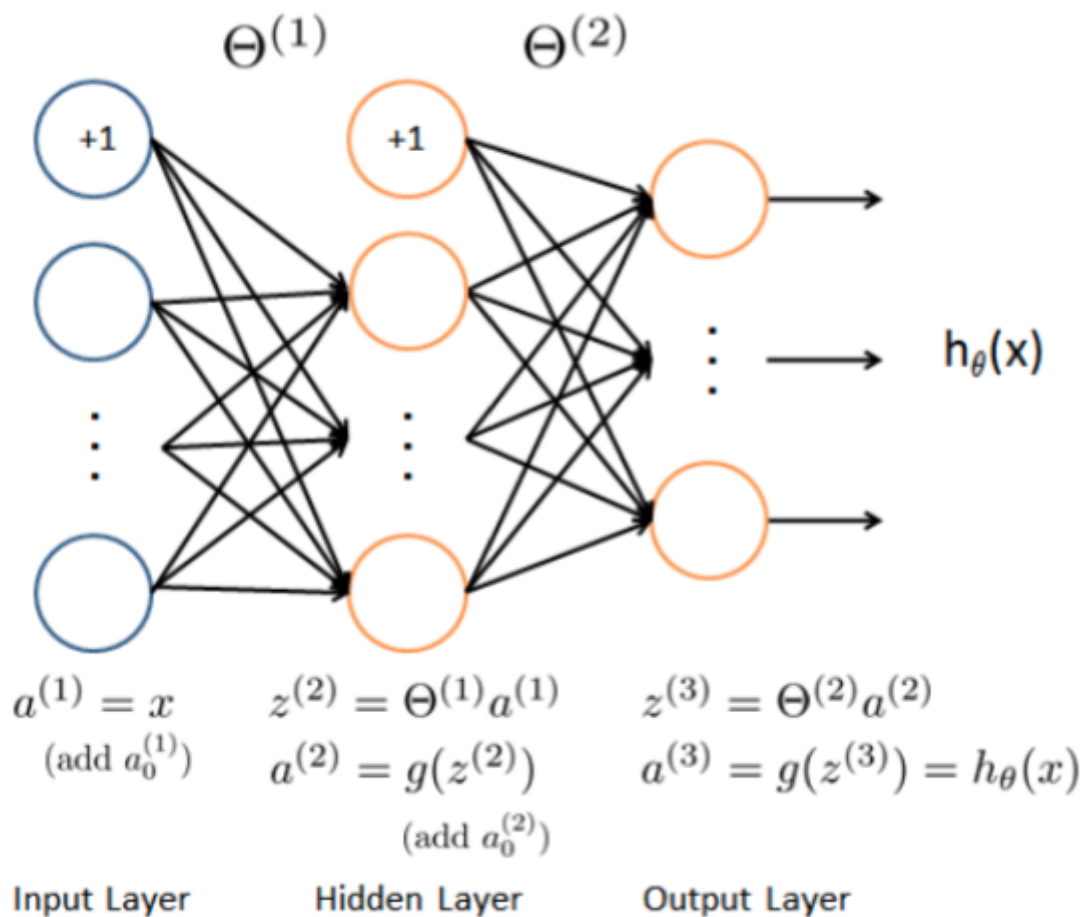 Θ^(1) Θ^(2)
+1 +1
h_θ(x)
a^(1) = x z^(2) = Θ^(1)a^(1) z^(3) = Θ^(2)a^(2)
(add a_0^(1)) a^(2) = g(z^(2)) a^(3) = g(z^(3)) = h_θ(x)
(add a_0^(2))
Input Layer Hidden Layer Output Layer